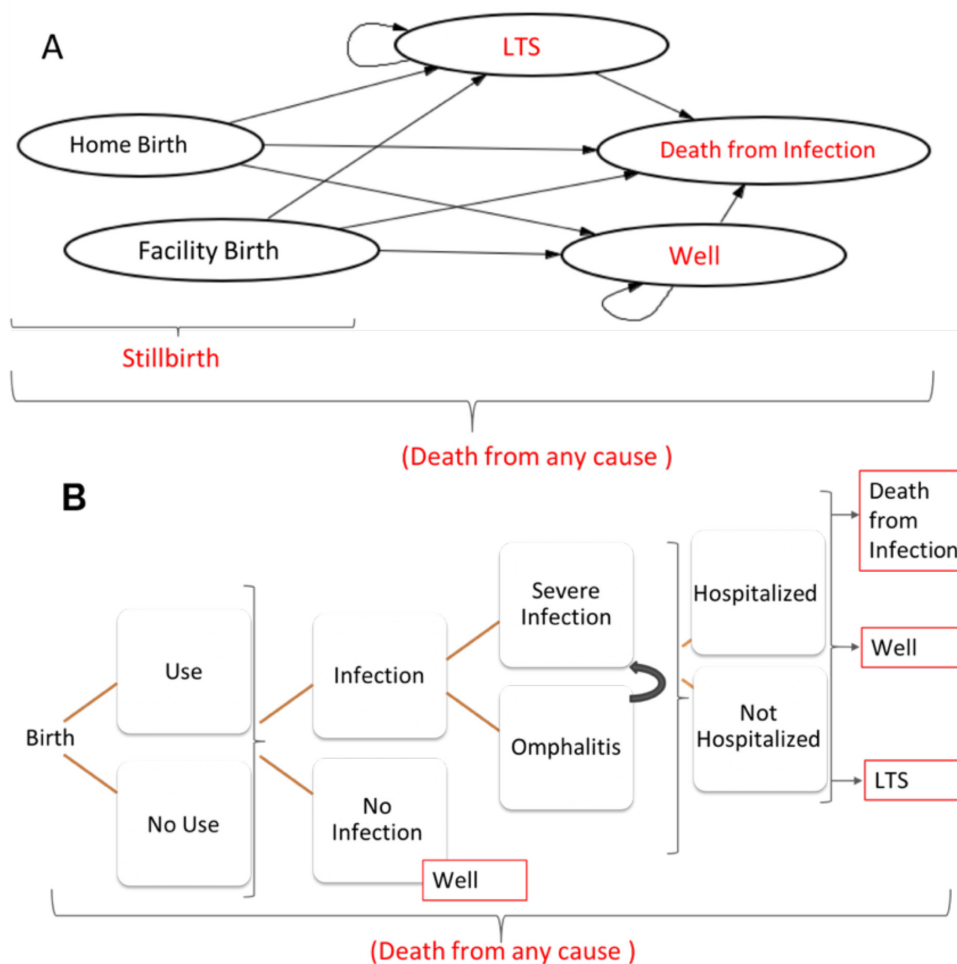 A
LTS
Home Birth
Death from Infection
Facility Birth
Well
Stillbirth
(Death from any cause )
B
Death
from
Infection
Severe
Infection
Hospitalized
Use
Infection
Well
Birth
Omphalitis
Not
Hospitalized
No Use
No
Infection
LTS
Well
(Death from any cause )